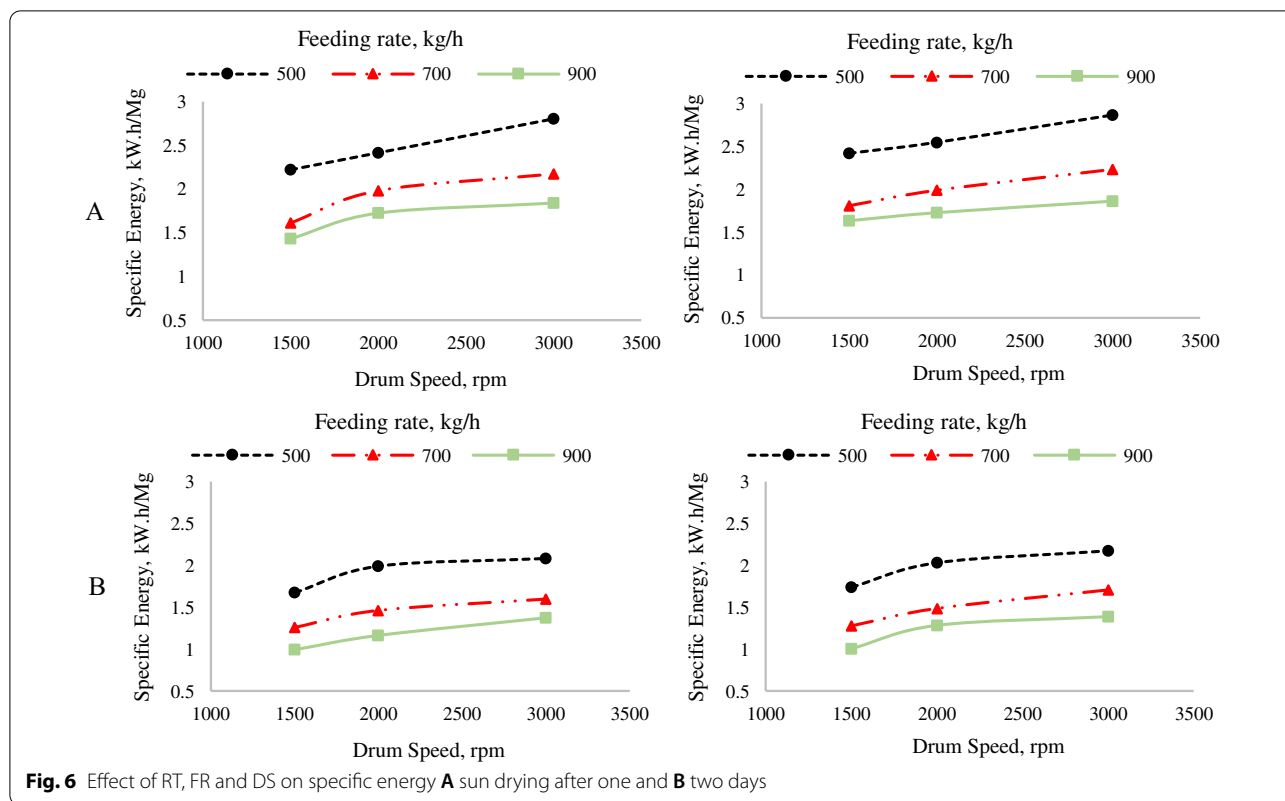 Feeding rate, kg/h
500 700 900
Specific Energy, kW.h/Mg
3
2.5
2
1.5
1
0.5
1000 1500 2000 2500 3000 3500
Drum Speed, rpm
Feeding rate, kg/h
500 700 900
Specific Energy, kW.h/Mg
3
2.5
2
1.5
1
0.5
1000 1500 2000 2500 3000 3500
Drum Speed, rpm
A
Feeding rate, kg/h
500 700 900
Specific Energy, kW.h/Mg
3
2.5
2
1.5
1
0.5
1000 1500 2000 2500 3000 3500
Drum Speed, rpm
Feeding rate, kg/h
500 700 900
Specific Energy, kW.h/Mg
3
2.5
2
1.5
1
0.5
1000 1500 2000 2500 3000 3500
Drum Speed, rpm
B
Fig. 6 Effect of RT, FR and DS on specific energy A sun drying after one and B two days